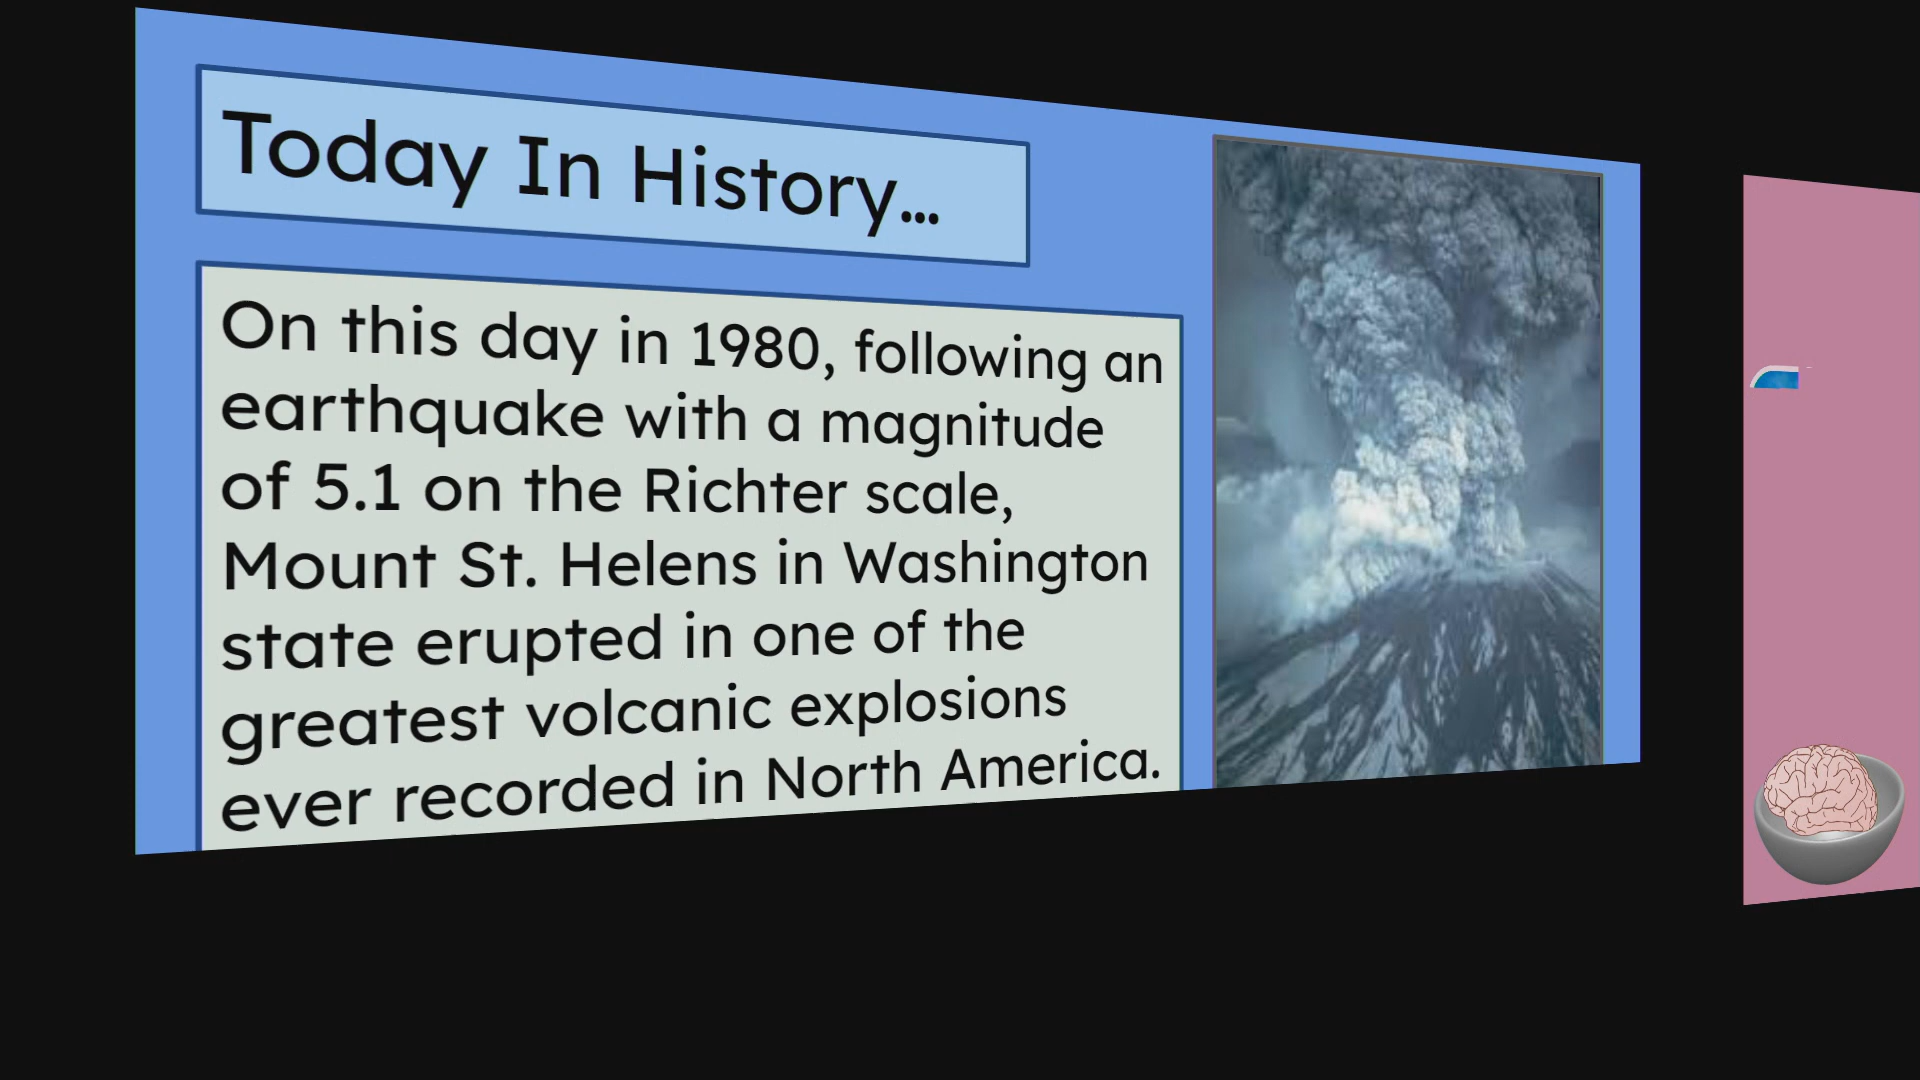 Today In History...
On this day in 1980, following an
earthquake with a magnitude
of 5.1 on the Richter scale,
Mount St. Helens in Washington
state erupted in one of the
greatest volcanic explosions
ever recorded in North America.